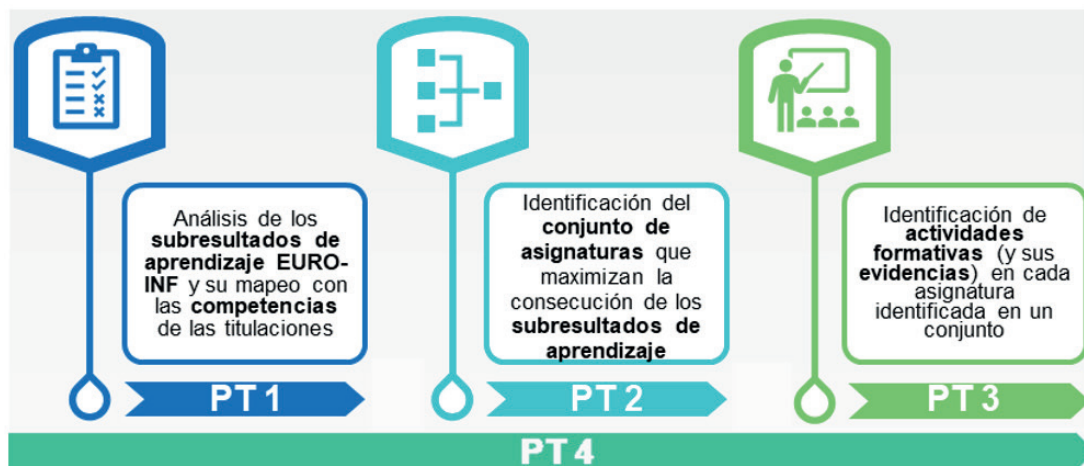 Análisis de los
subresultados de
aprendizaje EURO-
INF y su mapeo con
las competencias
de las titulaciones
PT 1
Identificación del
conjunto de
asignaturas que
maximizan la
consecución de los
subresultados de
aprendizaje
PT 2
Identificación de
actividades
formativas (y sus
evidencias) en cada
asignatura
identificada en un
conjunto
PT 3
PT 4